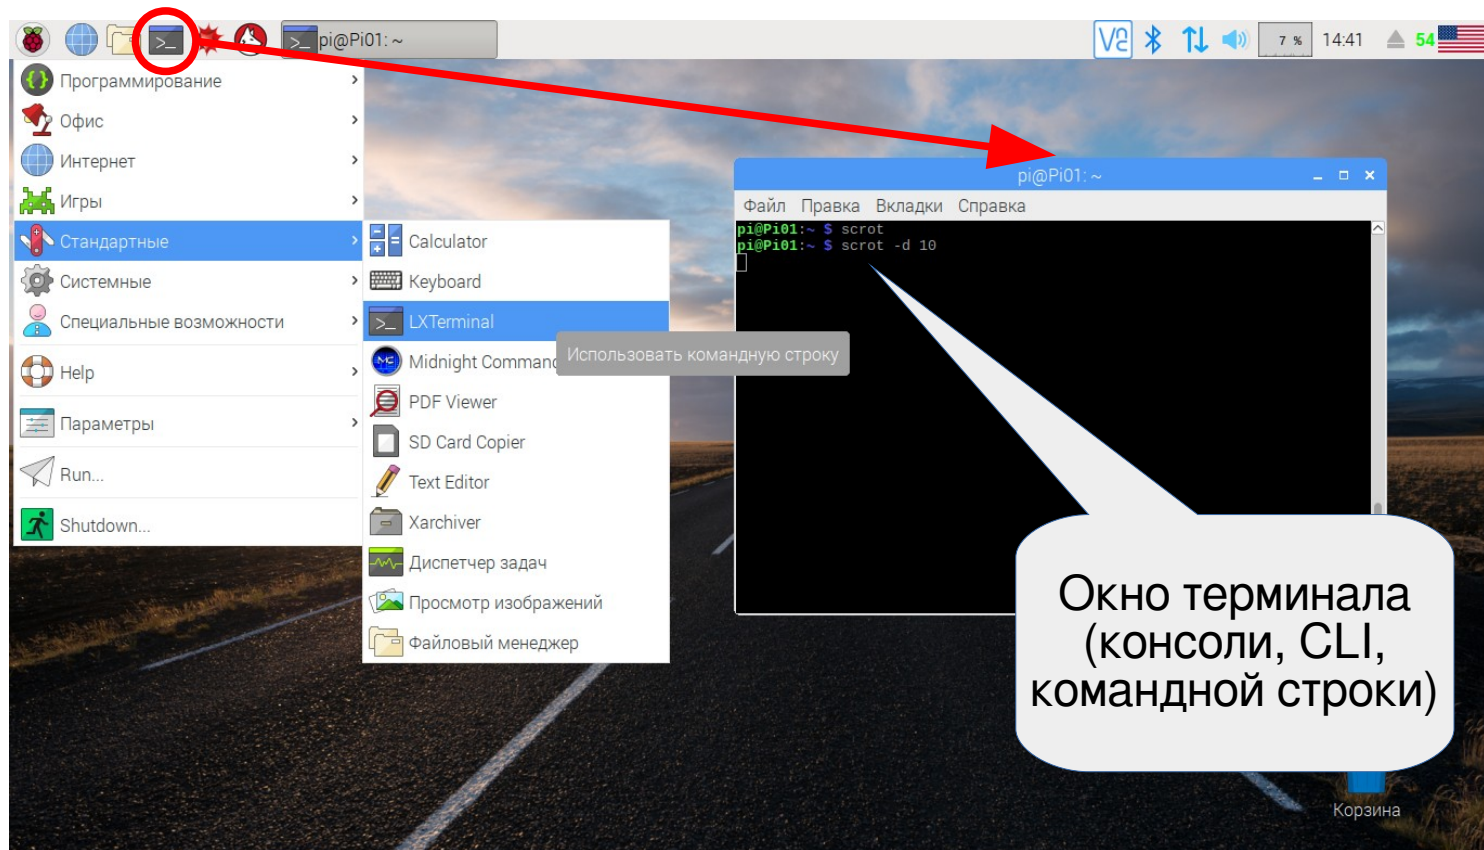 pi@Pi01: ~
7 %
14:41
54
Программирование
Офис
Интернет
Игры
Стандартные
Системные
Специальные возможности
Help
Параметры
Run...
Shutdown...
Calculator
Keyboard
LXTerminal
Midnight Comman
PDF Viewer
SD Card Copier
Text Editor
Xarchiver
Диспетчер задач
Просмотр изображений
Файловый менеджер
Использовать командную строку
pi@Pi01: ~
Файл Правка Вкладки Справка
pi@Pi01:~ $ scrot
pi@Pi01:~ $ scrot -d 10
Окно терминала
(консоли, CLI,
командной строки)
Корзина